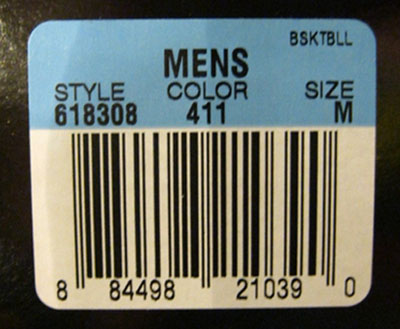 BSKTBLL
MENS
STYLE COLOR SIZE
618308 411 M
8 84498 21039 0